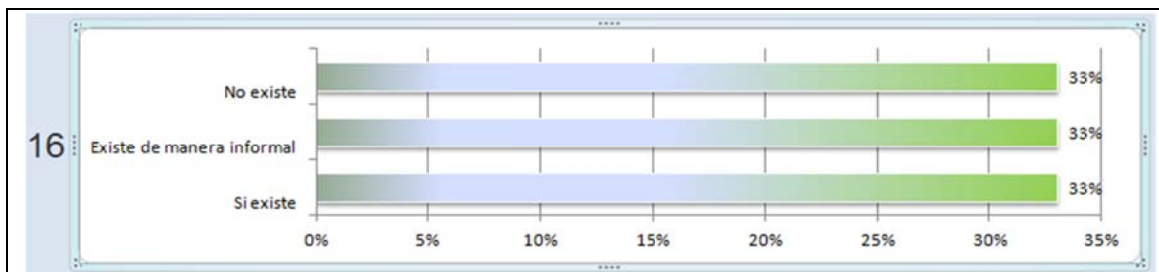 No existe 33%
16
Existe de manera informal 33%
Si existe 33%
0% 5% 10% 15% 20% 25% 30% 35%